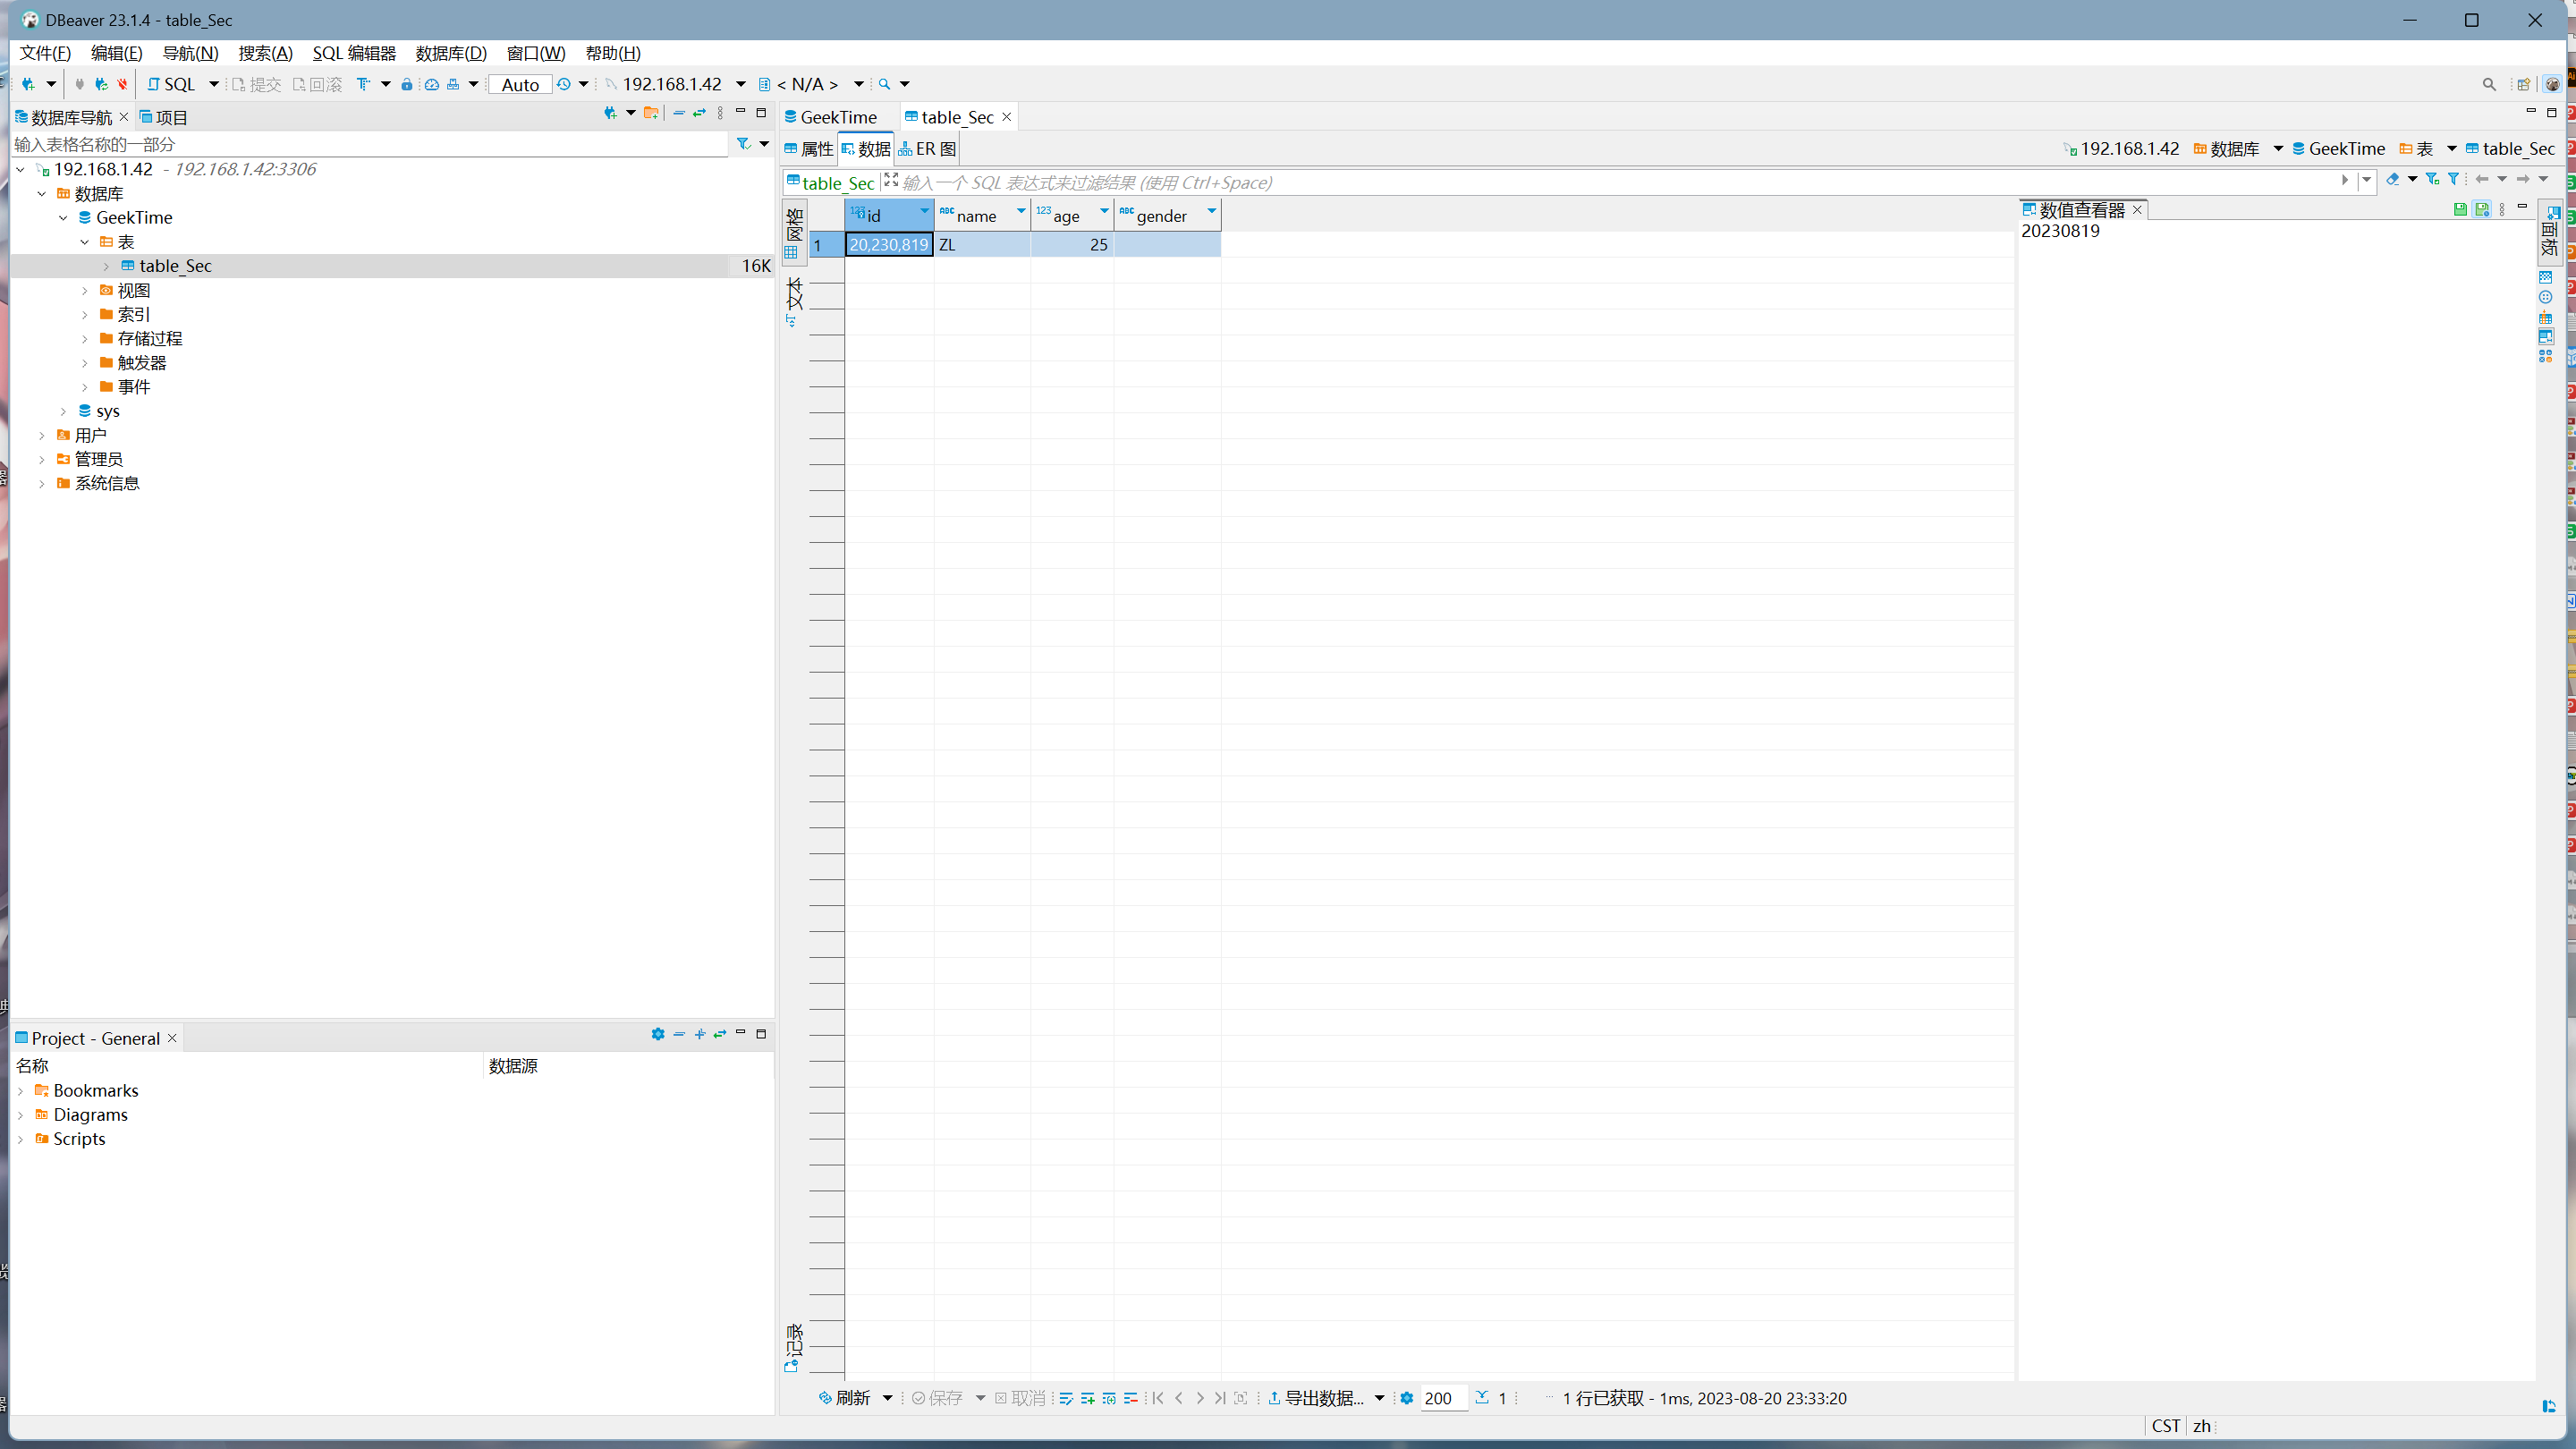 DBeaver 23.1.4 - table_Sec
文件(F) 编辑(E) 导航(N) 搜索(A) SQL 编辑器 数据库(D) 窗口(W) 帮助(H)
SQL 提交 回滚 Auto 192.168.1.42 < N/A >
数据库导航 项目
输入表格名称的一部分
192.168.1.42 - 192.168.1.42:3306
数据库
GeekTime
表
table_Sec 16K
视图
索引
存储过程
触发器
事件
sys
用户
管理员
系统信息
Project - General
名称 数据源
Bookmarks
Diagrams
Scripts
GeekTime table_Sec
属性 数据 ER 图 192.168.1.42 数据库 GeekTime 表 table_Sec
table_Sec 输入一个 SQL 表达式来过滤结果 (使用 Ctrl+Space)
网格
文本
记录
123 id ABC name 123 age ABC gender
1 20,230,819 ZL 25
数值查看器
20230819
面板
刷新 保存 取消 导出数据... 200 1 1 行已获取 - 1ms, 2023-08-20 23:33:20
CST zh